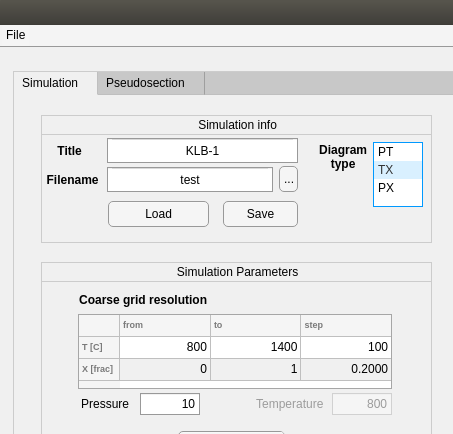 File
Simulation Pseudosection
Simulation info
Title KLB-1 Diagram type PT
TX
PX
Filename test ...
Load Save
Simulation Parameters
Coarse grid resolution
from to step
T [C] 800 1400 100
X [frac] 0 1 0.2000
Pressure 10 Temperature 800